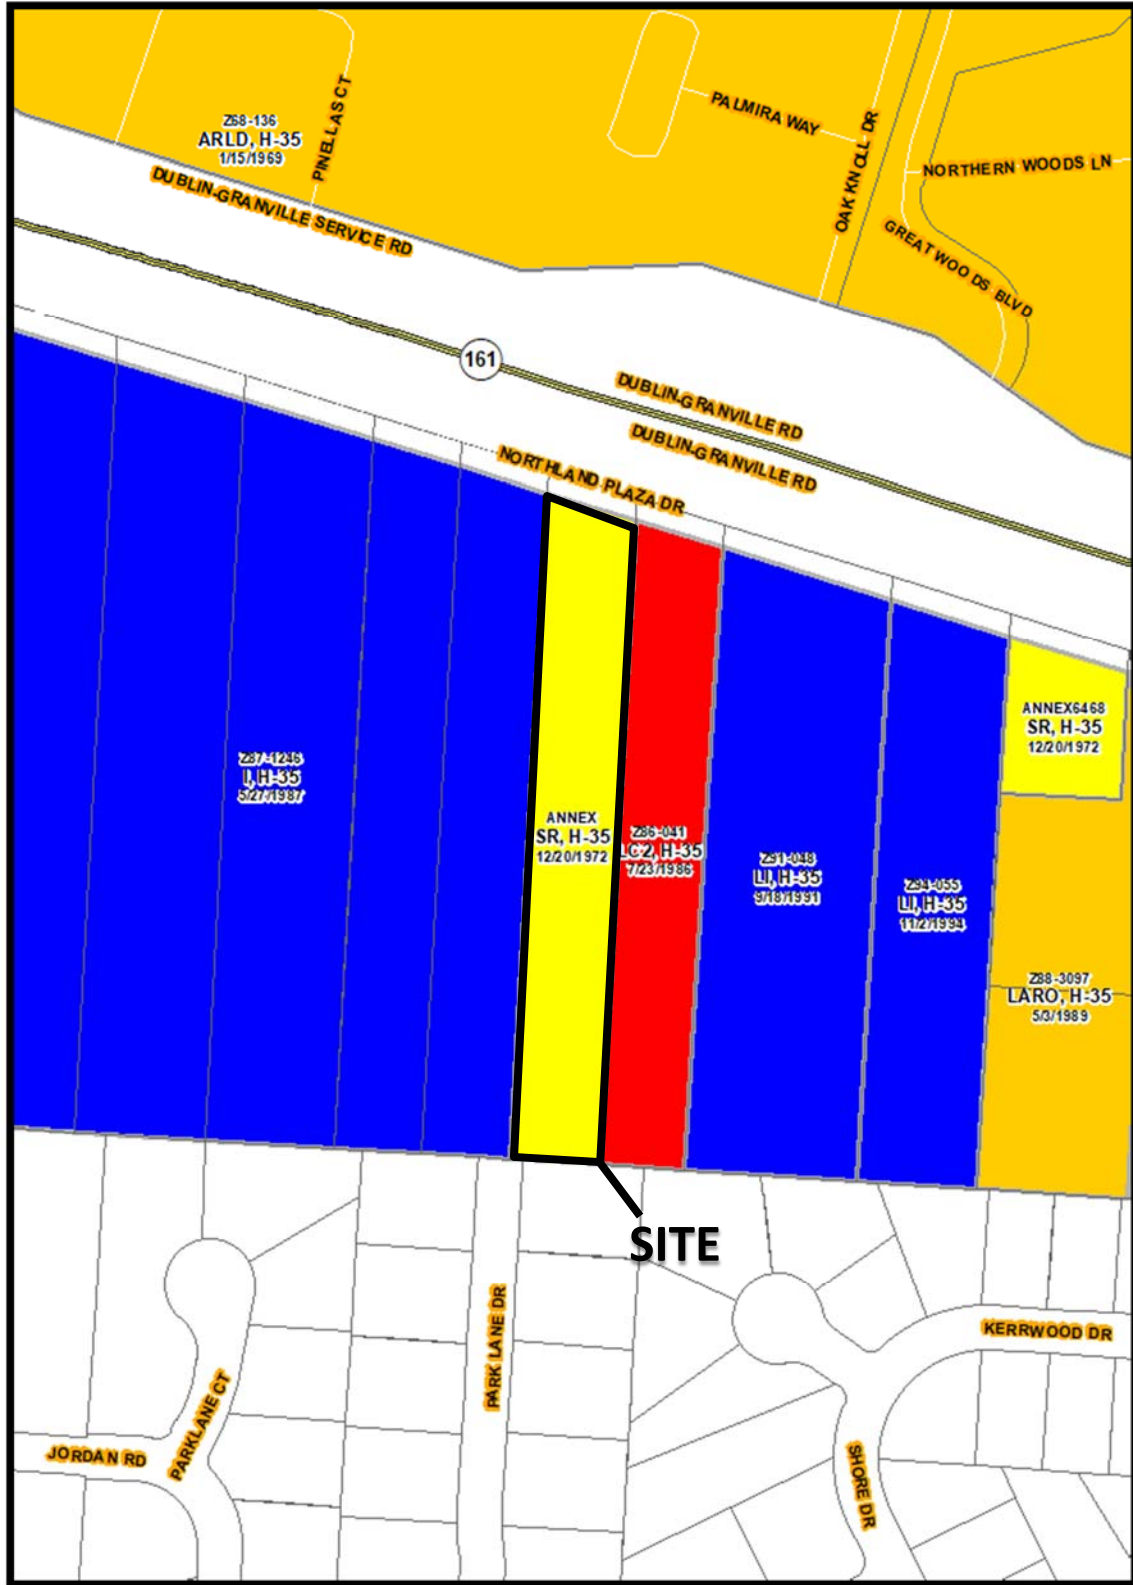 Z68-136
ARLD, H-35
1/15/1969
PINELLAS CT
PALMIRA WAY
OAK KNOLL DR
NORTHERN WOODS LN
GREAT WOODS BLVD
DUBLIN-GRANVILLE SERVICE RD
161
DUBLIN-GRANVILLE RD
DUBLIN-GRANVILLE RD
NORTHLAND PLAZA DR
Z87-1246
I, H-35
5/27/1987
ANNEX
SR, H-35
12/20/1972
Z86-041
LC2, H-35
7/23/1986
Z91-048
LI, H-35
9/18/1991
Z94-055
LI, H-35
11/2/1994
ANNEX6468
SR, H-35
12/20/1972
Z88-3097
LARO, H-35
5/3/1989
SITE
PARK LANE DR
KERRWOOD DR
PARKLANE CT
JORDAN RD
SHORE DR